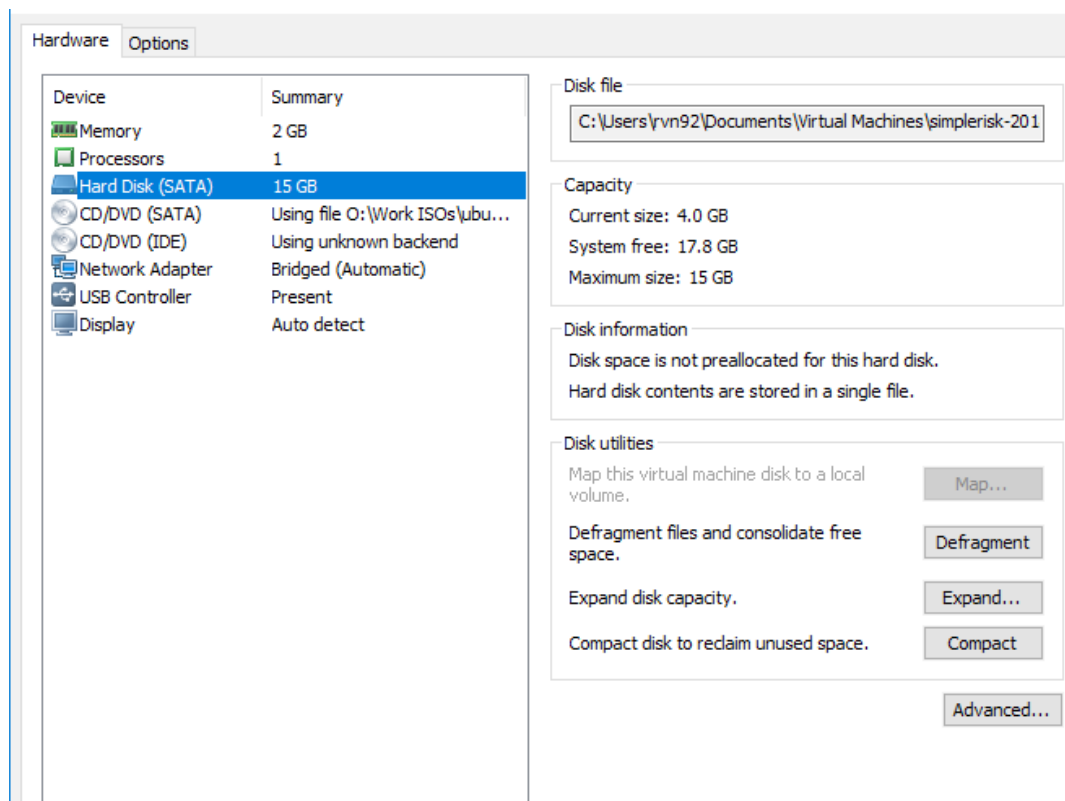 Hardware Options
Device Summary
Memory 2 GB
Processors 1
Hard Disk (SATA) 15 GB
CD/DVD (SATA) Using file O:\Work ISOs\ubu...
CD/DVD (IDE) Using unknown backend
Network Adapter Bridged (Automatic)
USB Controller Present
Display Auto detect
Disk file
C:\Users\rvn92\Documents\Virtual Machines\simplerisk-201
Capacity
Current size: 4.0 GB
System free: 17.8 GB
Maximum size: 15 GB
Disk information
Disk space is not preallocated for this hard disk.
Hard disk contents are stored in a single file.
Disk utilities
Map this virtual machine disk to a local
volume.
Map...
Defragment files and consolidate free
space.
Defragment
Expand disk capacity.
Expand...
Compact disk to reclaim unused space.
Compact
Advanced...